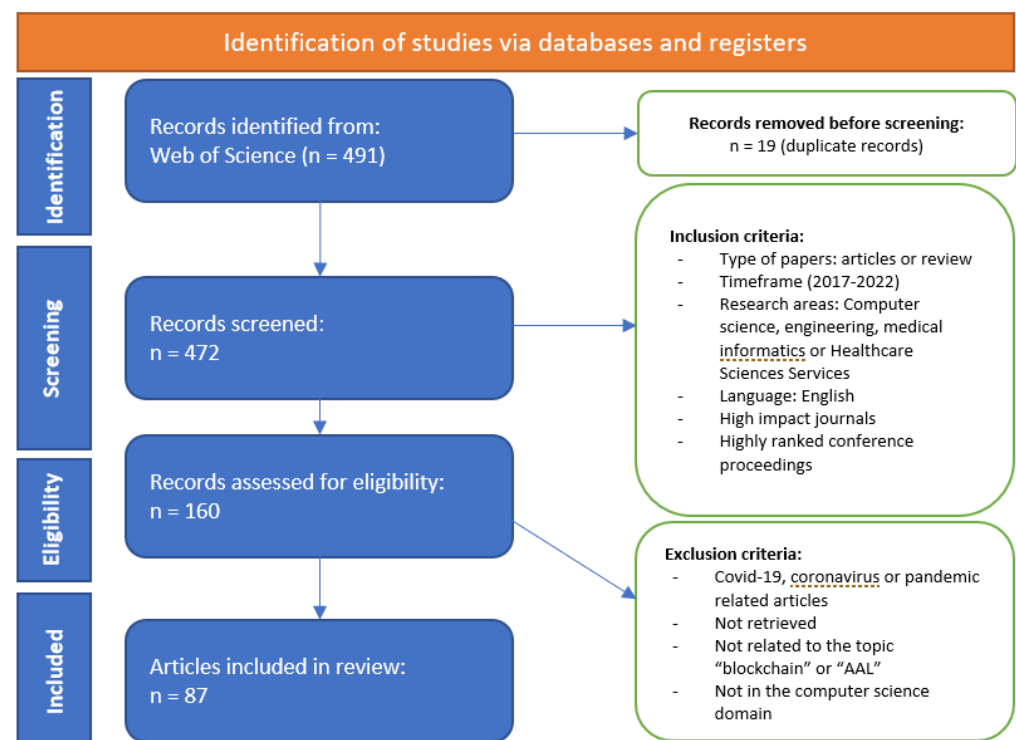 Identification of studies via databases and registers
Identification
Records identified from:
Web of Science (n = 491)
Records removed before screening:
n = 19 (duplicate records)
Screening
Records screened:
n = 472
Inclusion criteria:
- Type of papers: articles or review
- Timeframe (2017-2022)
- Research areas: Computer
science, engineering, medical
informatics or Healthcare
Sciences Services
- Language: English
- High impact journals
- Highly ranked conference
proceedings
Eligibility
Records assessed for eligibility:
n = 160
Exclusion criteria:
- Covid-19, coronavirus or pandemic
related articles
- Not retrieved
- Not related to the topic
“blockchain” or “AAL”
- Not in the computer science
domain
Included
Articles included in review:
n = 87